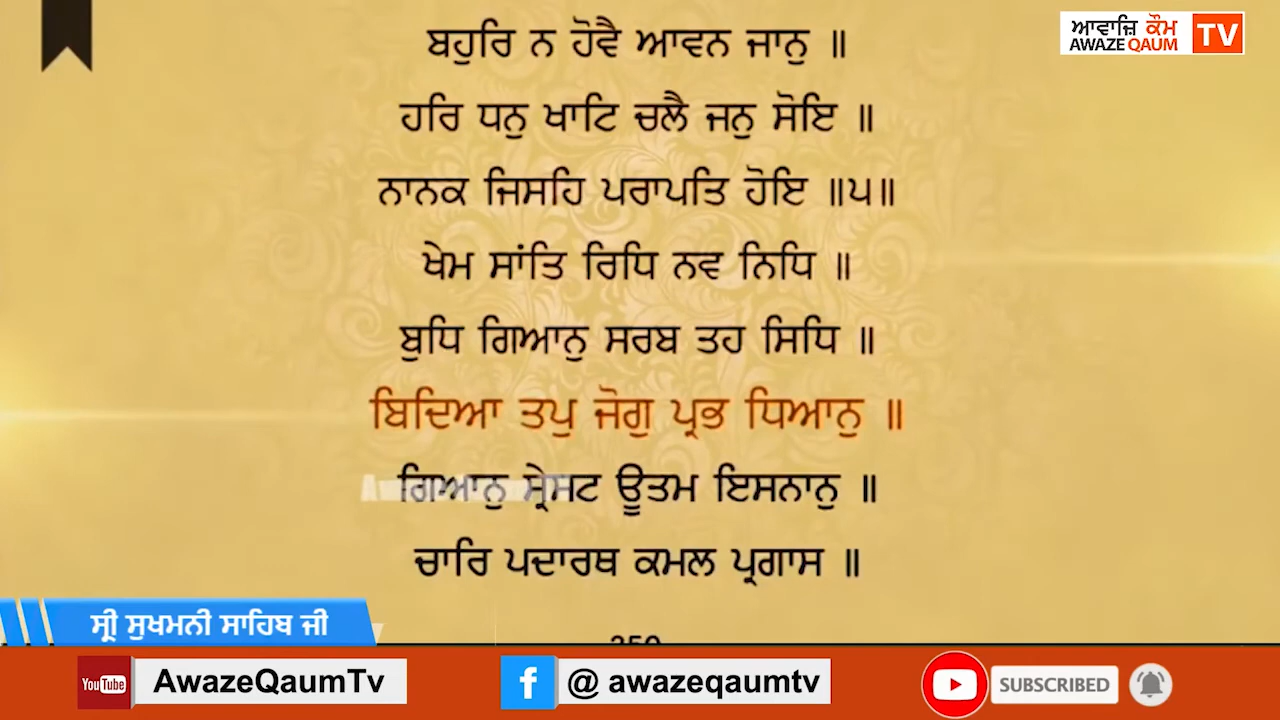 ਆਵਾਜ਼ਿ ਕੌਮ
AWAZE QAUM
TV
ਬਹੁਰਿ ਨ ਹੋਵੈ ਆਵਨ ਜਾਨੁ ॥
ਹਰਿ ਧਨੁ ਖਾਟਿ ਚਲੈ ਜਨੁ ਸੋਇ ॥
ਨਾਨਕ ਜਿਸਹਿ ਪਰਾਪਤਿ ਹੋਇ ॥੫॥
ਖੇਮ ਸਾਂਤਿ ਰਿਧਿ ਨਵ ਨਿਧਿ ॥
ਬੁਧਿ ਗਿਆਨੁ ਸਰਬ ਤਹ ਸਿਧਿ ॥
ਬਿਦਿਆ ਤਪੁ ਜੋਗੁ ਪ੍ਰਭ ਧਿਆਨੁ ॥
ਗਿਆਨੁ ਸ੍ਰੇਸਟ ਊਤਮ ਇਸਨਾਨੁ ॥
ਚਾਰਿ ਪਦਾਰਥ ਕਮਲ ਪ੍ਰਗਾਸ ॥
ਸ੍ਰੀ ਸੁਖਮਨੀ ਸਾਹਿਬ ਜੀ
YouTube AwazeQaumTv
f @ awazeqaumtv
SUBSCRIBED